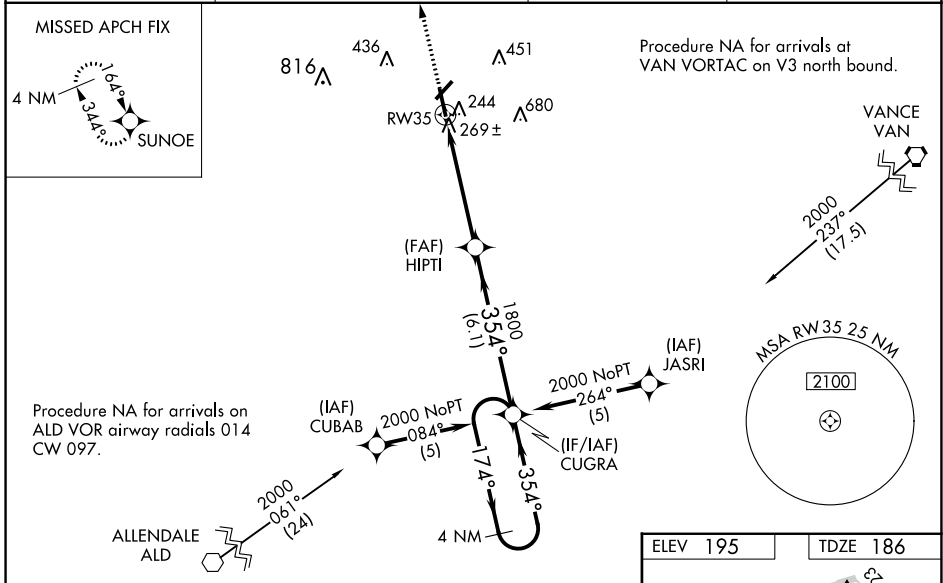 MISSED APCH FIX
4 NM
164°
344°
SUNOE
816
436
451
244
680
RW35
269 ±
Procedure NA for arrivals at
VAN VORTAC on V3 north bound.
VANCE
VAN
2000
237°
(17.5)
(FAF)
HIPTI
1800
354°
(6.1)
(IAF)
JASRI
2000 NoPT
264°
(5)
MSA RW35 25 NM
2100
Procedure NA for arrivals on
ALD VOR airway radials 014
CW 097.
(IAF)
CUBAB
2000 NoPT
084°
(5)
(IF/IAF)
CUGRA
174°
354°
4 NM
2000
061°
(24)
ALLENDALE
ALD
ELEV 195
TDZE 186
23